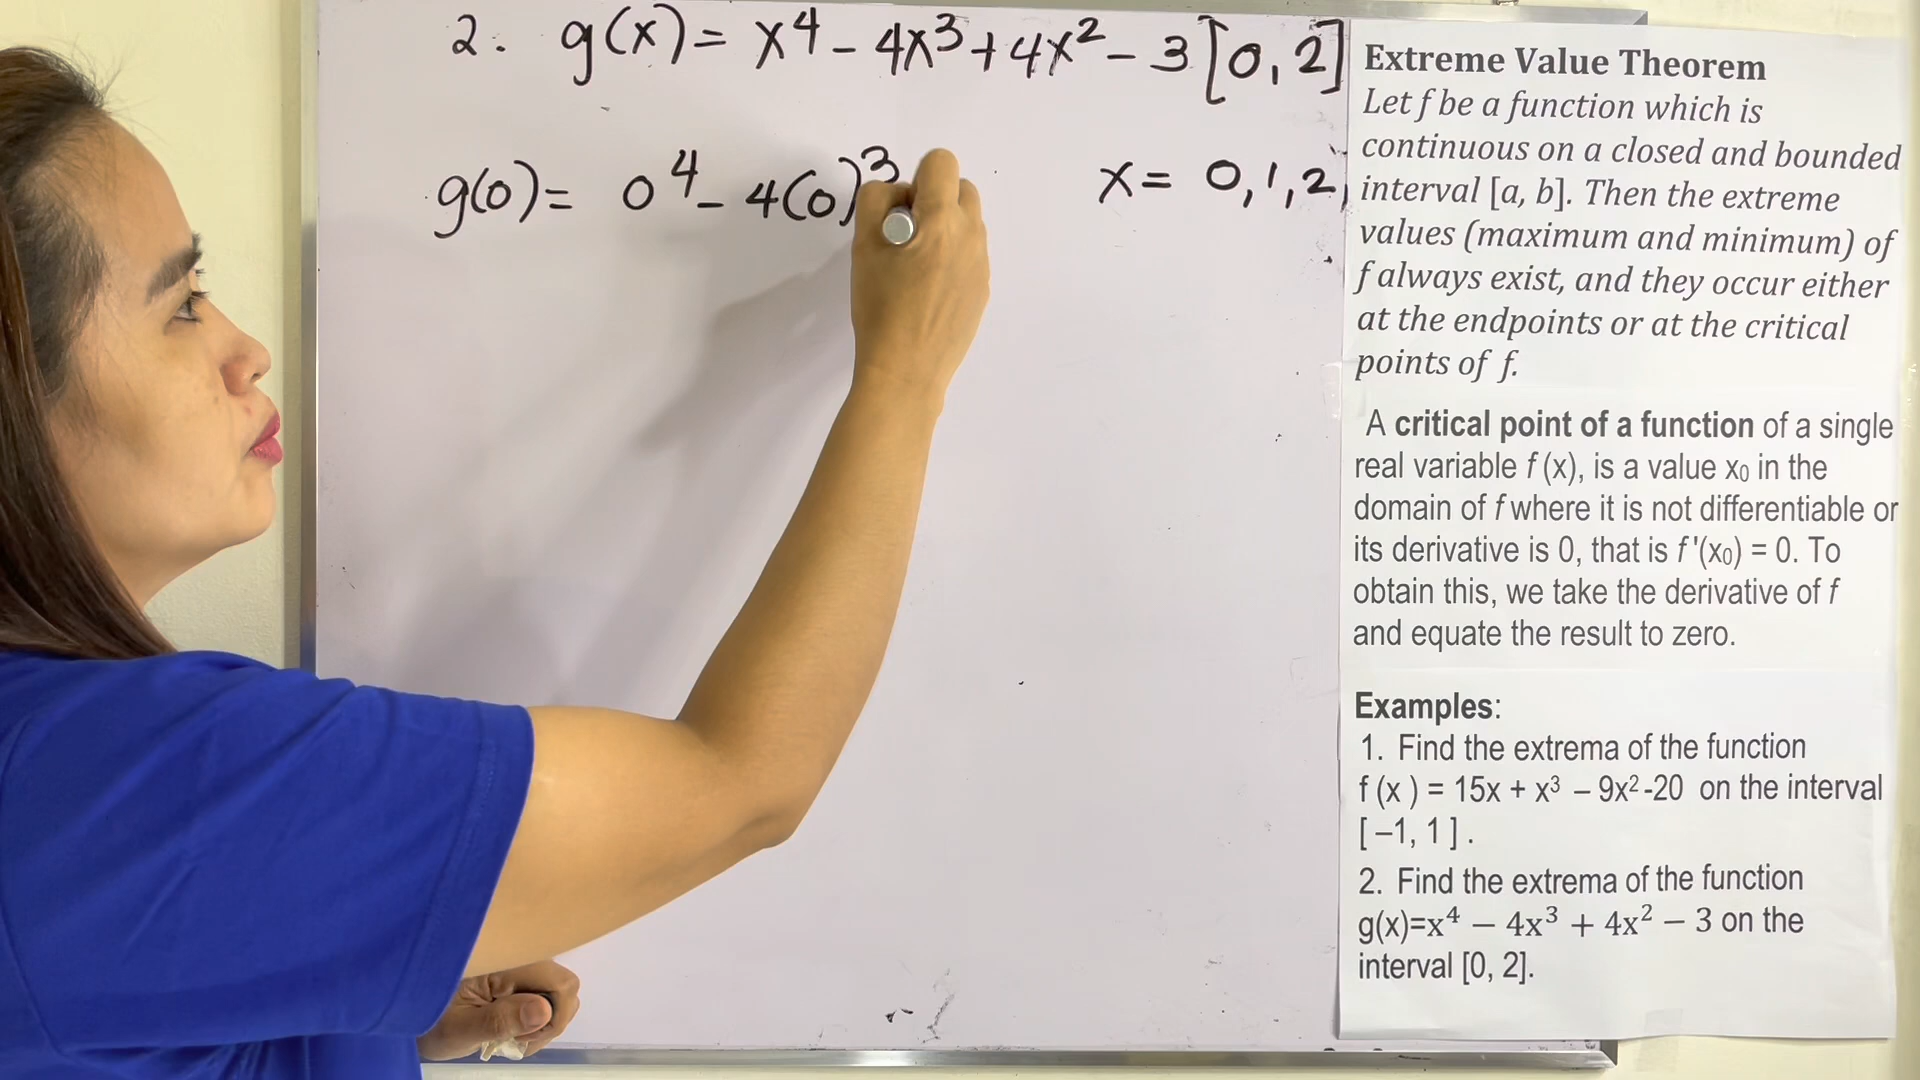 2. g(x) = x⁴ - 4x³ + 4x² - 3 [0, 2]
g(0) = 0⁴ - 4(0)³
x = 0, 1, 2,
Extreme Value Theorem
Let f be a function which is
continuous on a closed and bounded
interval [a, b]. Then the extreme
values (maximum and minimum) of
f always exist, and they occur either
at the endpoints or at the critical
points of f.
A critical point of a function of a single
real variable f (x), is a value x₀ in the
domain of f where it is not differentiable or
its derivative is 0, that is f '(x₀) = 0. To
obtain this, we take the derivative of f
and equate the result to zero.
Examples:
1. Find the extrema of the function
f (x ) = 15x + x³ – 9x² -20 on the interval
[ –1, 1 ] .
2. Find the extrema of the function
g(x)=x⁴ − 4x³ + 4x² − 3 on the
interval [0, 2].